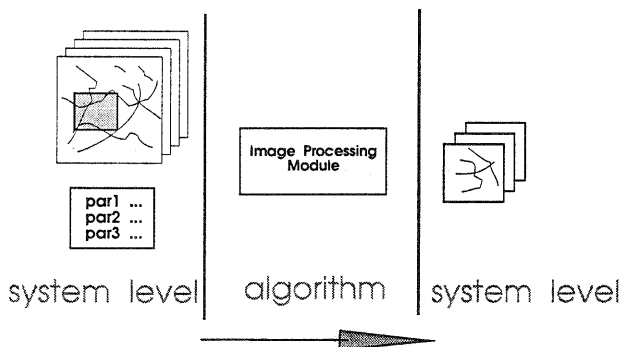 Image Processing
Module
par1 ...
par2 ...
par3 ...
system level
algorithm
system level